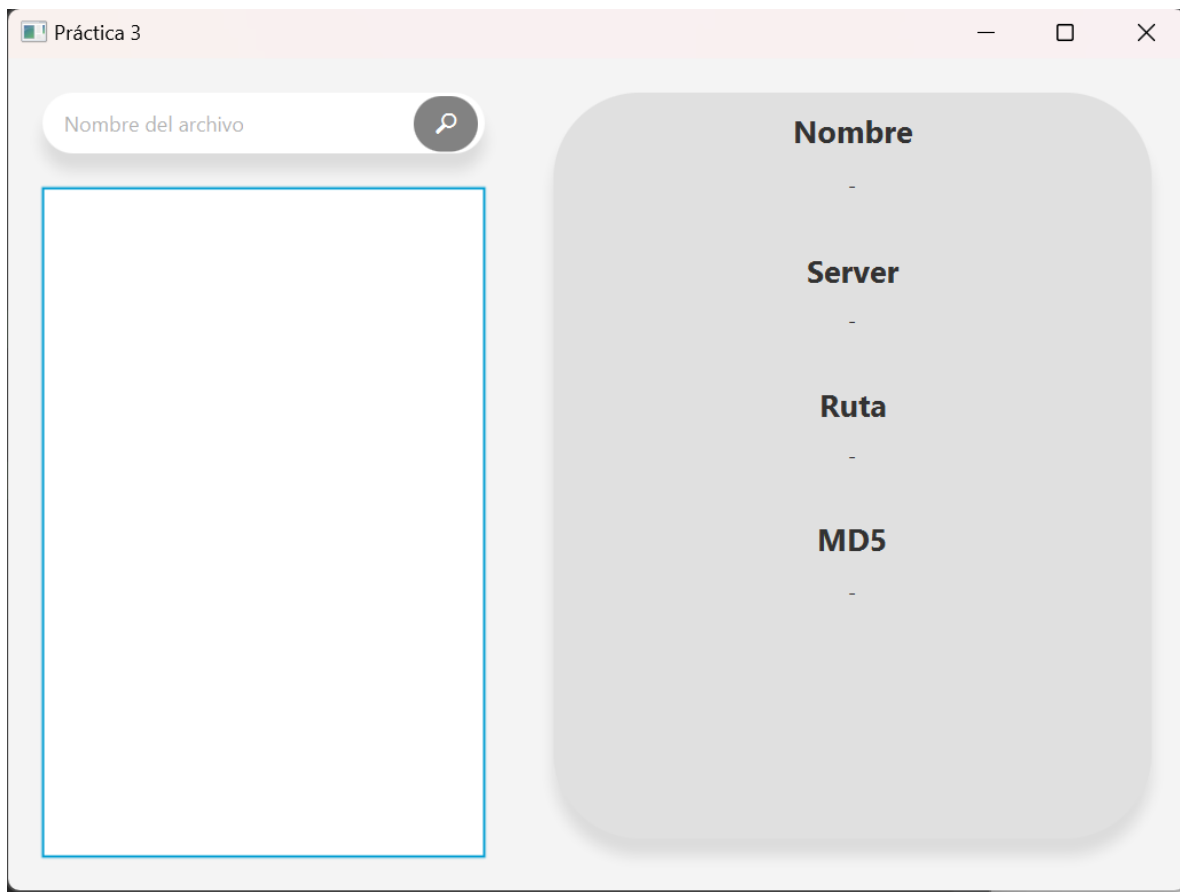 Práctica 3
Nombre del archivo
Nombre
-
Server
-
Ruta
-
MD5
-